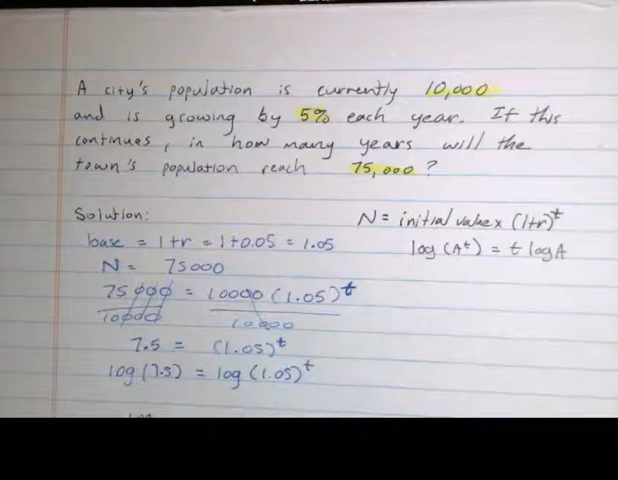 A city's population is currently 10,000
and is growing by 5% each year. If this
continues, in how many years will the
town's population reach 75,000?
Solution:
N = initial value x (1+r)^t
base = 1+r = 1+0.05 = 1.05
log (A^t) = t log A
N = 75000
75000 = 10000 (1.05)^t
10000 10000
7.5 = (1.05)^t
log (7.5) = log (1.05)^t